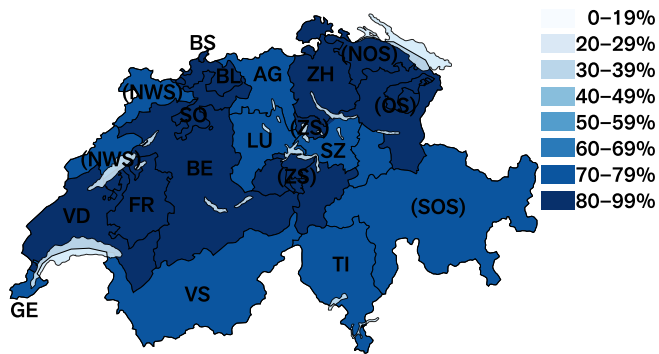 0–19%
20–29%
30–39%
40–49%
50–59%
60–69%
70–79%
80–99%
BS
(NOS)
BL
AG
ZH
(NWS)
(OS)
SO
(ZS)
LU
SZ
(NWS)
BE
(ZS)
FR
VD
(SOS)
TI
VS
GE